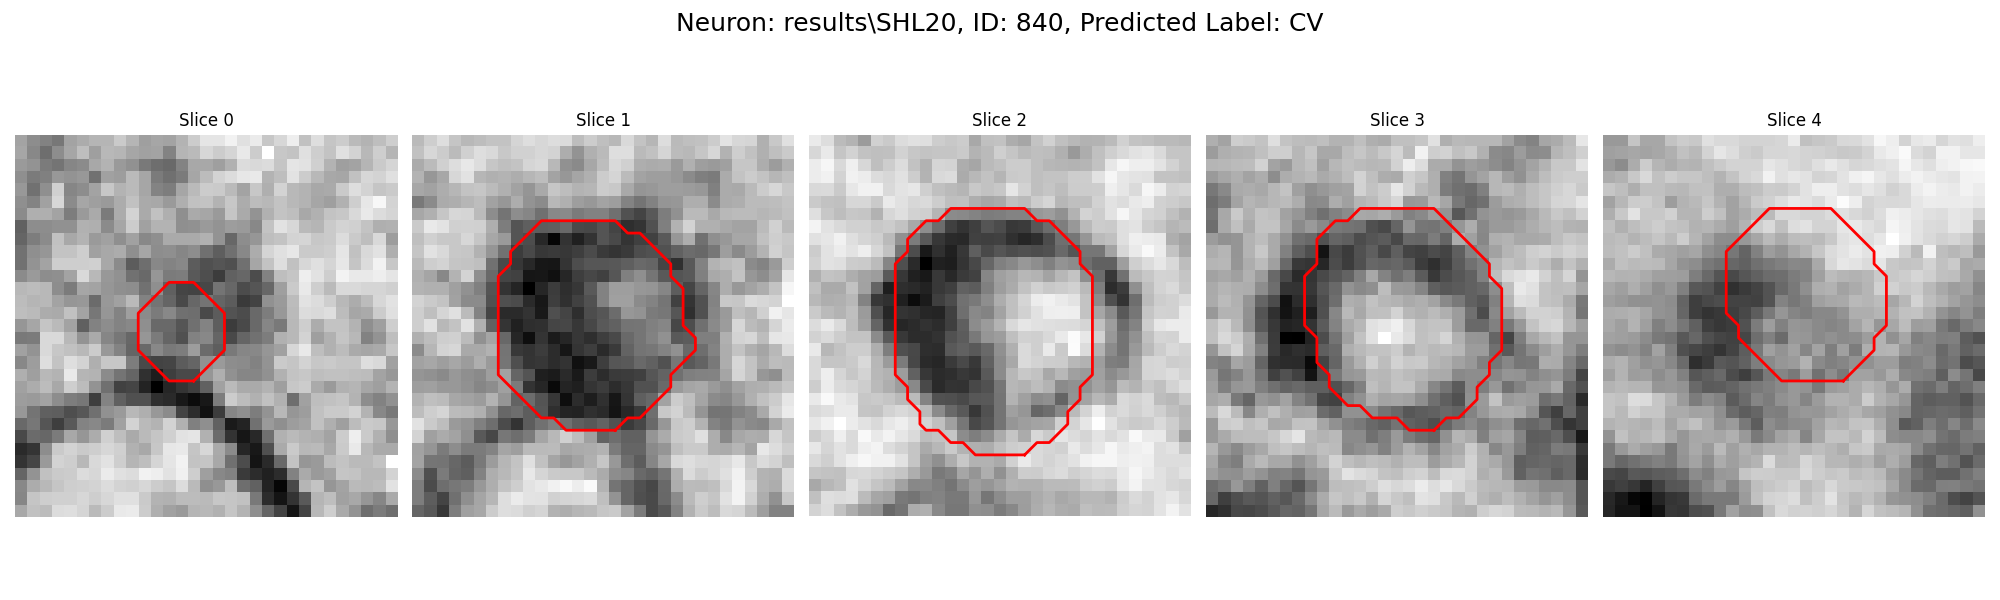 Neuron: results\SHL20, ID: 840, Predicted Label: CV
Slice 0
Slice 1
Slice 2
Slice 3
Slice 4